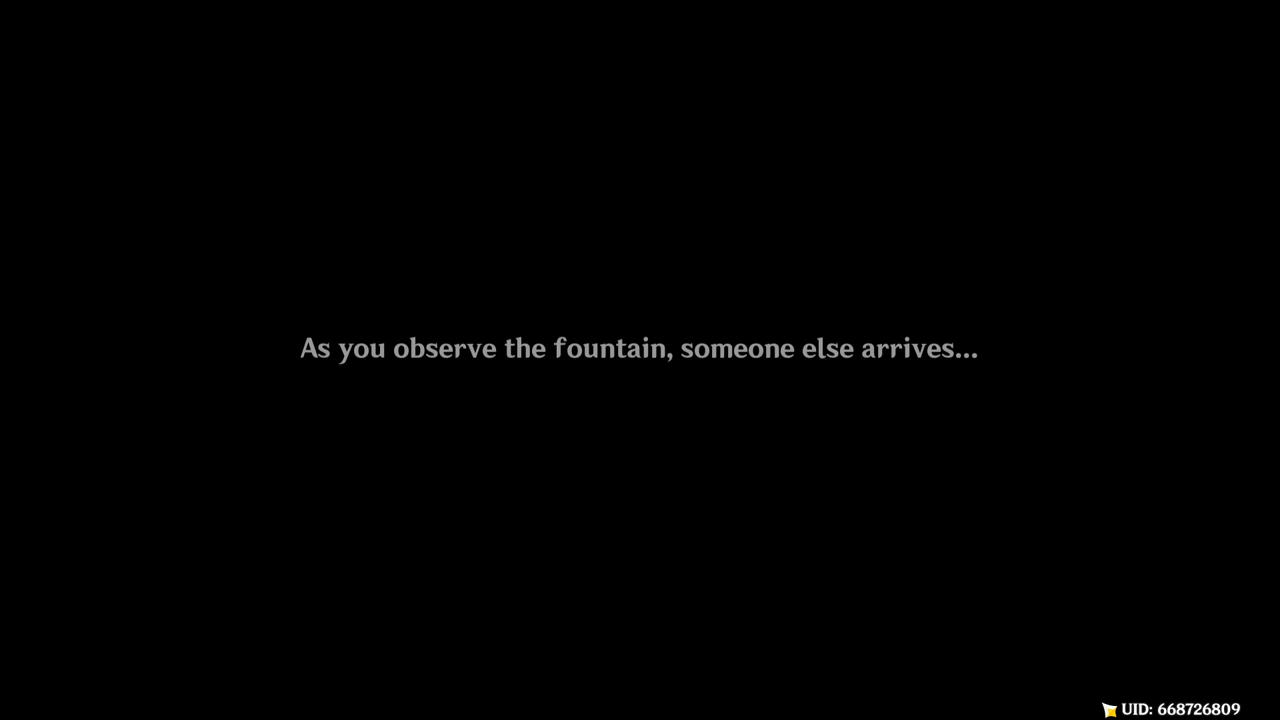 As you observe the fountain, someone else arrives...
UID: 668726809